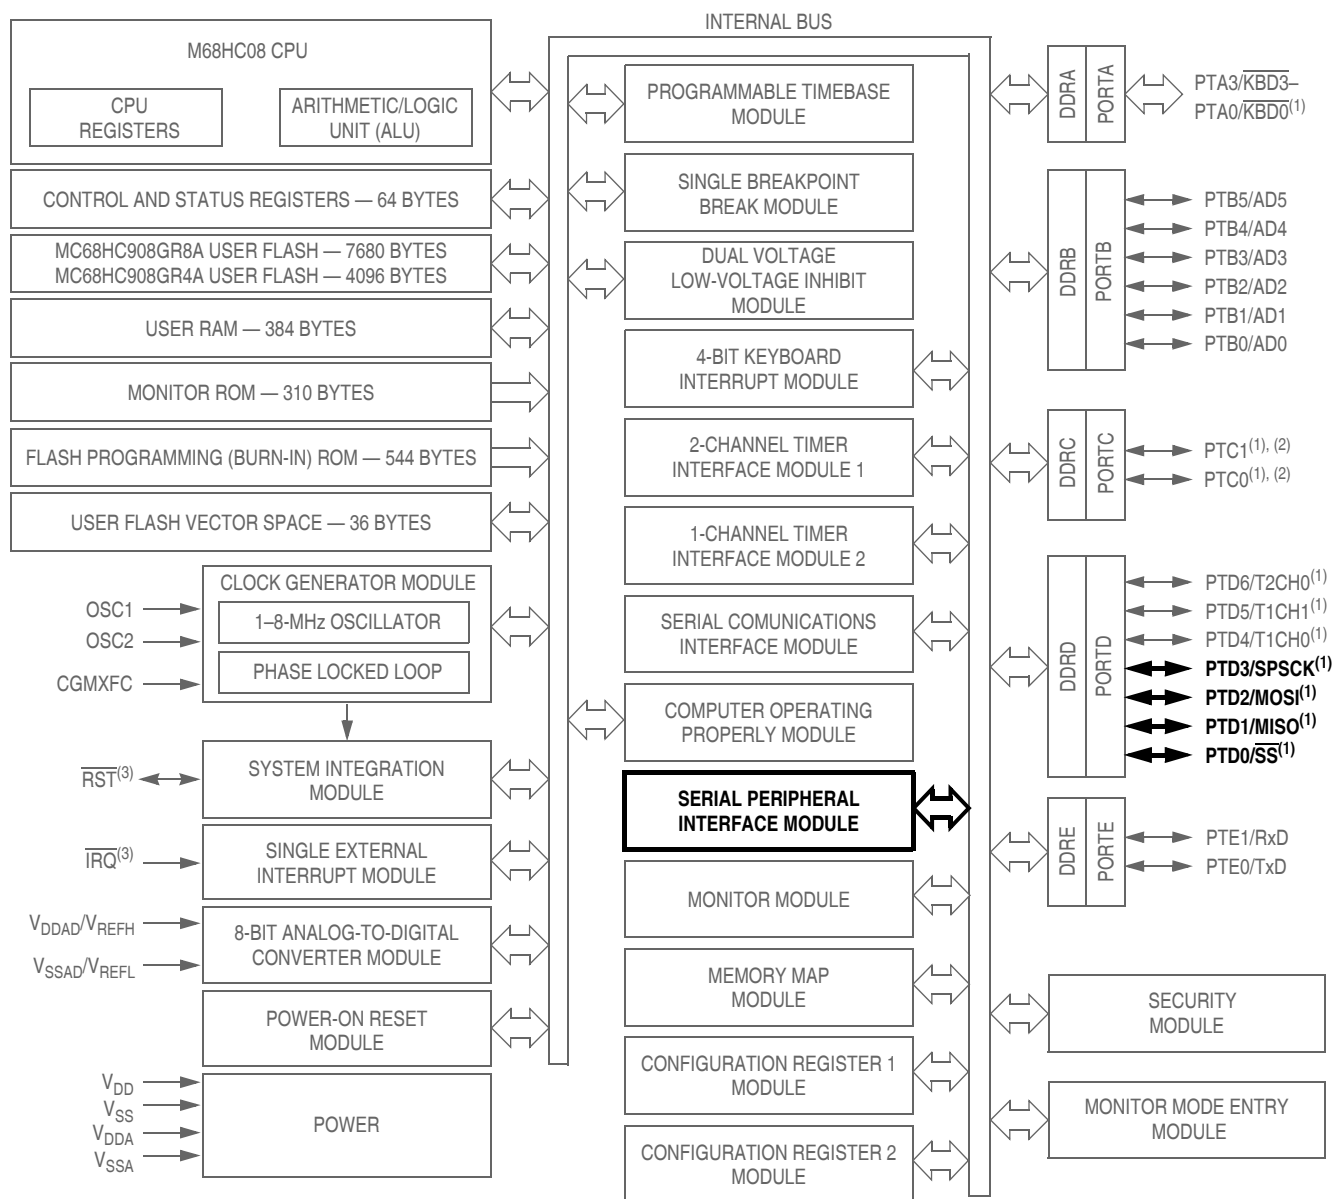 INTERNAL BUS
M68HC08 CPU
CPU
REGISTERS
ARITHMETIC/LOGIC
UNIT (ALU)
CONTROL AND STATUS REGISTERS — 64 BYTES
MC68HC908GR8A USER FLASH — 7680 BYTES
MC68HC908GR4A USER FLASH — 4096 BYTES
USER RAM — 384 BYTES
MONITOR ROM — 310 BYTES
FLASH PROGRAMMING (BURN-IN) ROM — 544 BYTES
USER FLASH VECTOR SPACE — 36 BYTES
CLOCK GENERATOR MODULE
1–8-MHz OSCILLATOR
PHASE LOCKED LOOP
OSC1
OSC2
CGMXFC
SYSTEM INTEGRATION
MODULE
RST(3)
SINGLE EXTERNAL
INTERRUPT MODULE
IRQ(3)
8-BIT ANALOG-TO-DIGITAL
CONVERTER MODULE
VDDAD/VREFH
VSSAD/VREFL
POWER-ON RESET
MODULE
POWER
VDD
VSS
VDDA
VSSA
PROGRAMMABLE TIMEBASE
MODULE
SINGLE BREAKPOINT
BREAK MODULE
DUAL VOLTAGE
LOW-VOLTAGE INHIBIT
MODULE
4-BIT KEYBOARD
INTERRUPT MODULE
2-CHANNEL TIMER
INTERFACE MODULE 1
1-CHANNEL TIMER
INTERFACE MODULE 2
SERIAL COMUNICATIONS
INTERFACE MODULE
COMPUTER OPERATING
PROPERLY MODULE
SERIAL PERIPHERAL
INTERFACE MODULE
MONITOR MODULE
MEMORY MAP
MODULE
CONFIGURATION REGISTER 1
MODULE
CONFIGURATION REGISTER 2
MODULE
DDRA
PORTA
PTA3/KBD3–
PTA0/KBD0(1)
DDRB
PORTB
PTB5/AD5
PTB4/AD4
PTB3/AD3
PTB2/AD2
PTB1/AD1
PTB0/AD0
DDRC
PORTC
PTC1(1), (2)
PTC0(1), (2)
DDRD
PORTD
PTD6/T2CH0(1)
PTD5/T1CH1(1)
PTD4/T1CH0(1)
PTD3/SPSCK(1)
PTD2/MOSI(1)
PTD1/MISO(1)
PTD0/SS(1)
DDRE
PORTE
PTE1/RxD
PTE0/TxD
SECURITY
MODULE
MONITOR MODE ENTRY
MODULE